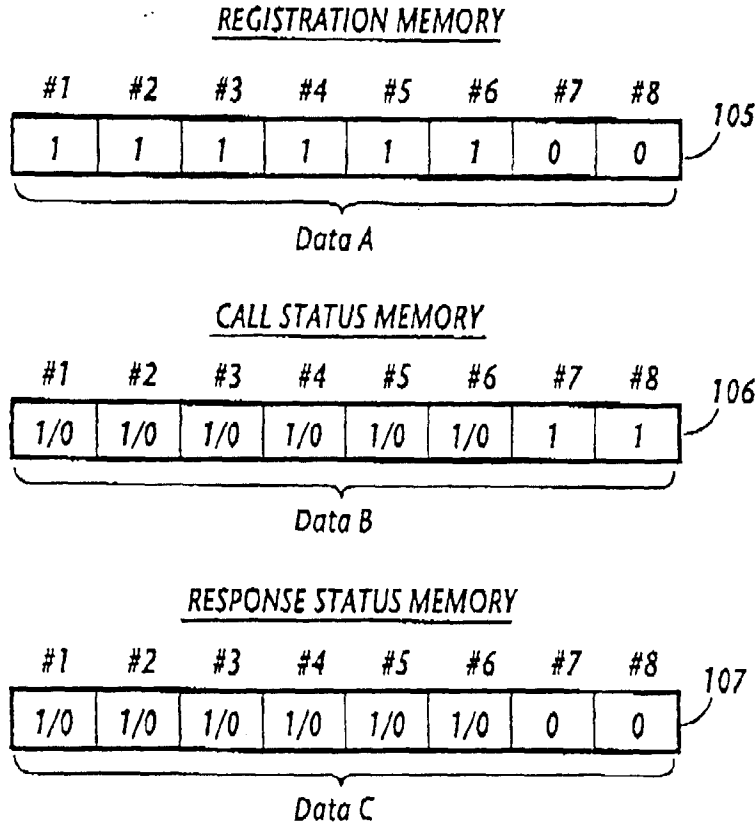 REGISTRATION MEMORY
#1 #2 #3 #4 #5 #6 #7 #8
105
1 1 1 1 1 1 0 0
Data A
CALL STATUS MEMORY
#1 #2 #3 #4 #5 #6 #7 #8
106
1/0 1/0 1/0 1/0 1/0 1/0 1 1
Data B
RESPONSE STATUS MEMORY
#1 #2 #3 #4 #5 #6 #7 #8
107
1/0 1/0 1/0 1/0 1/0 1/0 0 0
Data C